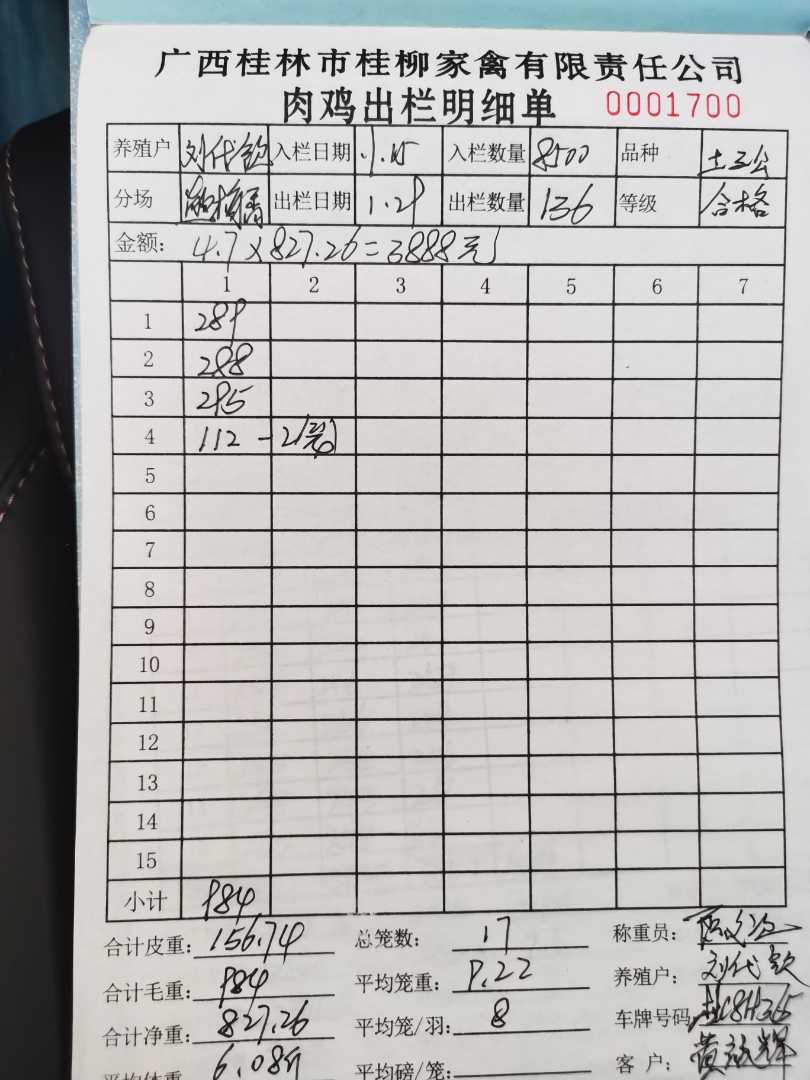 广西桂林市桂柳家禽有限责任公司
肉鸡出栏明细单 0001700
养殖户 刘代钦 入栏日期 1.15 入栏数量 8500 品种 土三公
分场 出栏日期 1.29 出栏数量 136 等级 合格
金额: 4.7×827.26=3888元
1 2 3 4 5 6 7
1 289
2 288
3 295
4 112 - 2笼
5
6
7
8
9
10
11
12
13
14
15
小计 984
合计皮重: 156.74 总笼数: 17 称重员:
合计毛重: 984 平均笼重: 9.22 养殖户: 刘代钦
合计净重: 827.26 平均笼/羽: 8 车牌号码
平均体重 6.08斤 平均磅/笼: 客户: